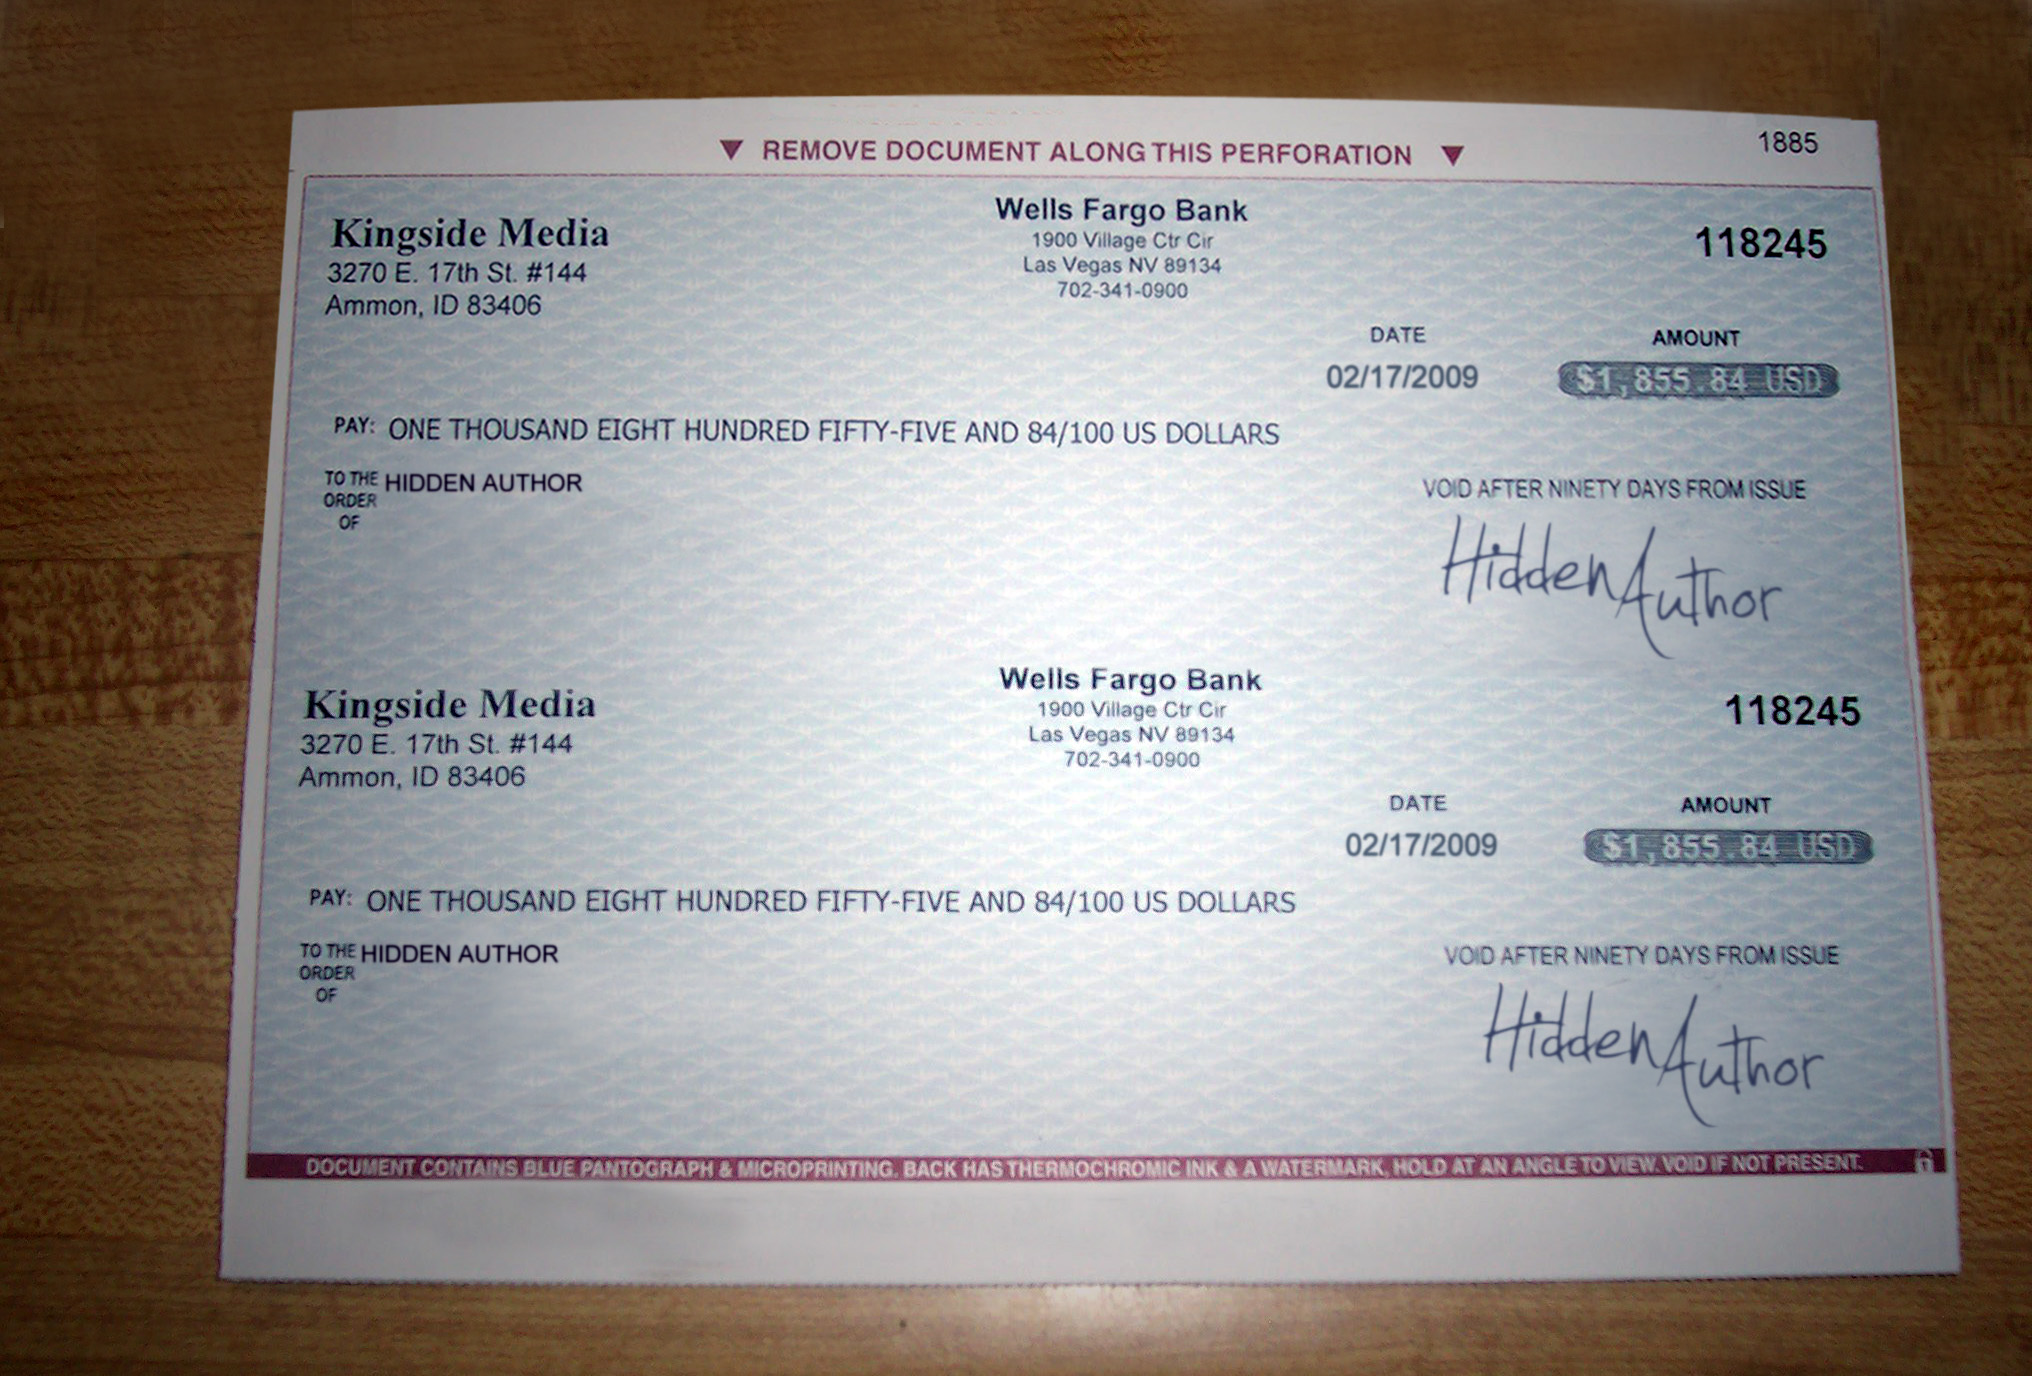 ▼ REMOVE DOCUMENT ALONG THIS PERFORATION ▼
1885
Kingside Media
3270 E. 17th St. #144
Ammon, ID 83406
Wells Fargo Bank
1900 Village Ctr Cir
Las Vegas NV 89134
702-341-0900
118245
DATE
02/17/2009
AMOUNT
$1,855.84 USD
PAY: ONE THOUSAND EIGHT HUNDRED FIFTY-FIVE AND 84/100 US DOLLARS
TO THE HIDDEN AUTHOR
ORDER
OF
VOID AFTER NINETY DAYS FROM ISSUE
Hidden Author
Kingside Media
3270 E. 17th St. #144
Ammon, ID 83406
Wells Fargo Bank
1900 Village Ctr Cir
Las Vegas NV 89134
702-341-0900
118245
DATE
02/17/2009
AMOUNT
$1,855.84 USD
PAY: ONE THOUSAND EIGHT HUNDRED FIFTY-FIVE AND 84/100 US DOLLARS
TO THE HIDDEN AUTHOR
ORDER
OF
VOID AFTER NINETY DAYS FROM ISSUE
Hidden Author
DOCUMENT CONTAINS BLUE PANTOGRAPH & MICROPRINTING. BACK HAS THERMOCHROMIC INK & A WATERMARK, HOLD AT AN ANGLE TO VIEW. VOID IF NOT PRESENT.